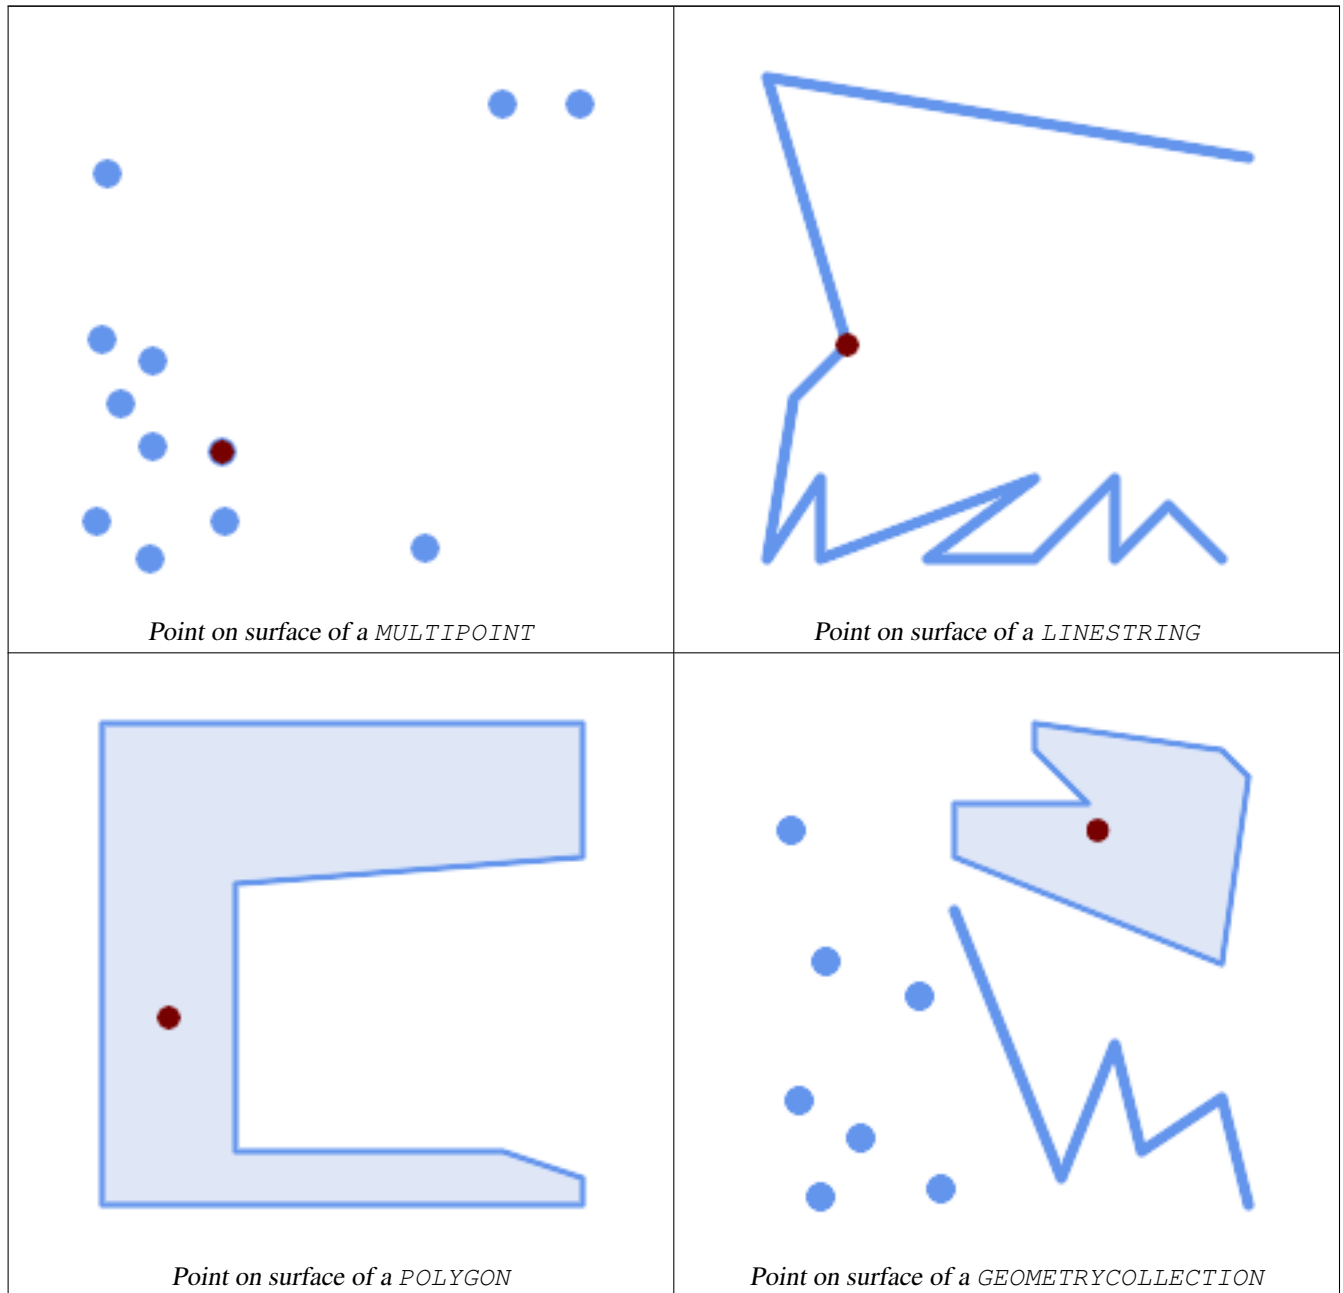 Point on surface of a MULTIPOINT
Point on surface of a LINESTRING
Point on surface of a POLYGON
Point on surface of a GEOMETRYCOLLECTION